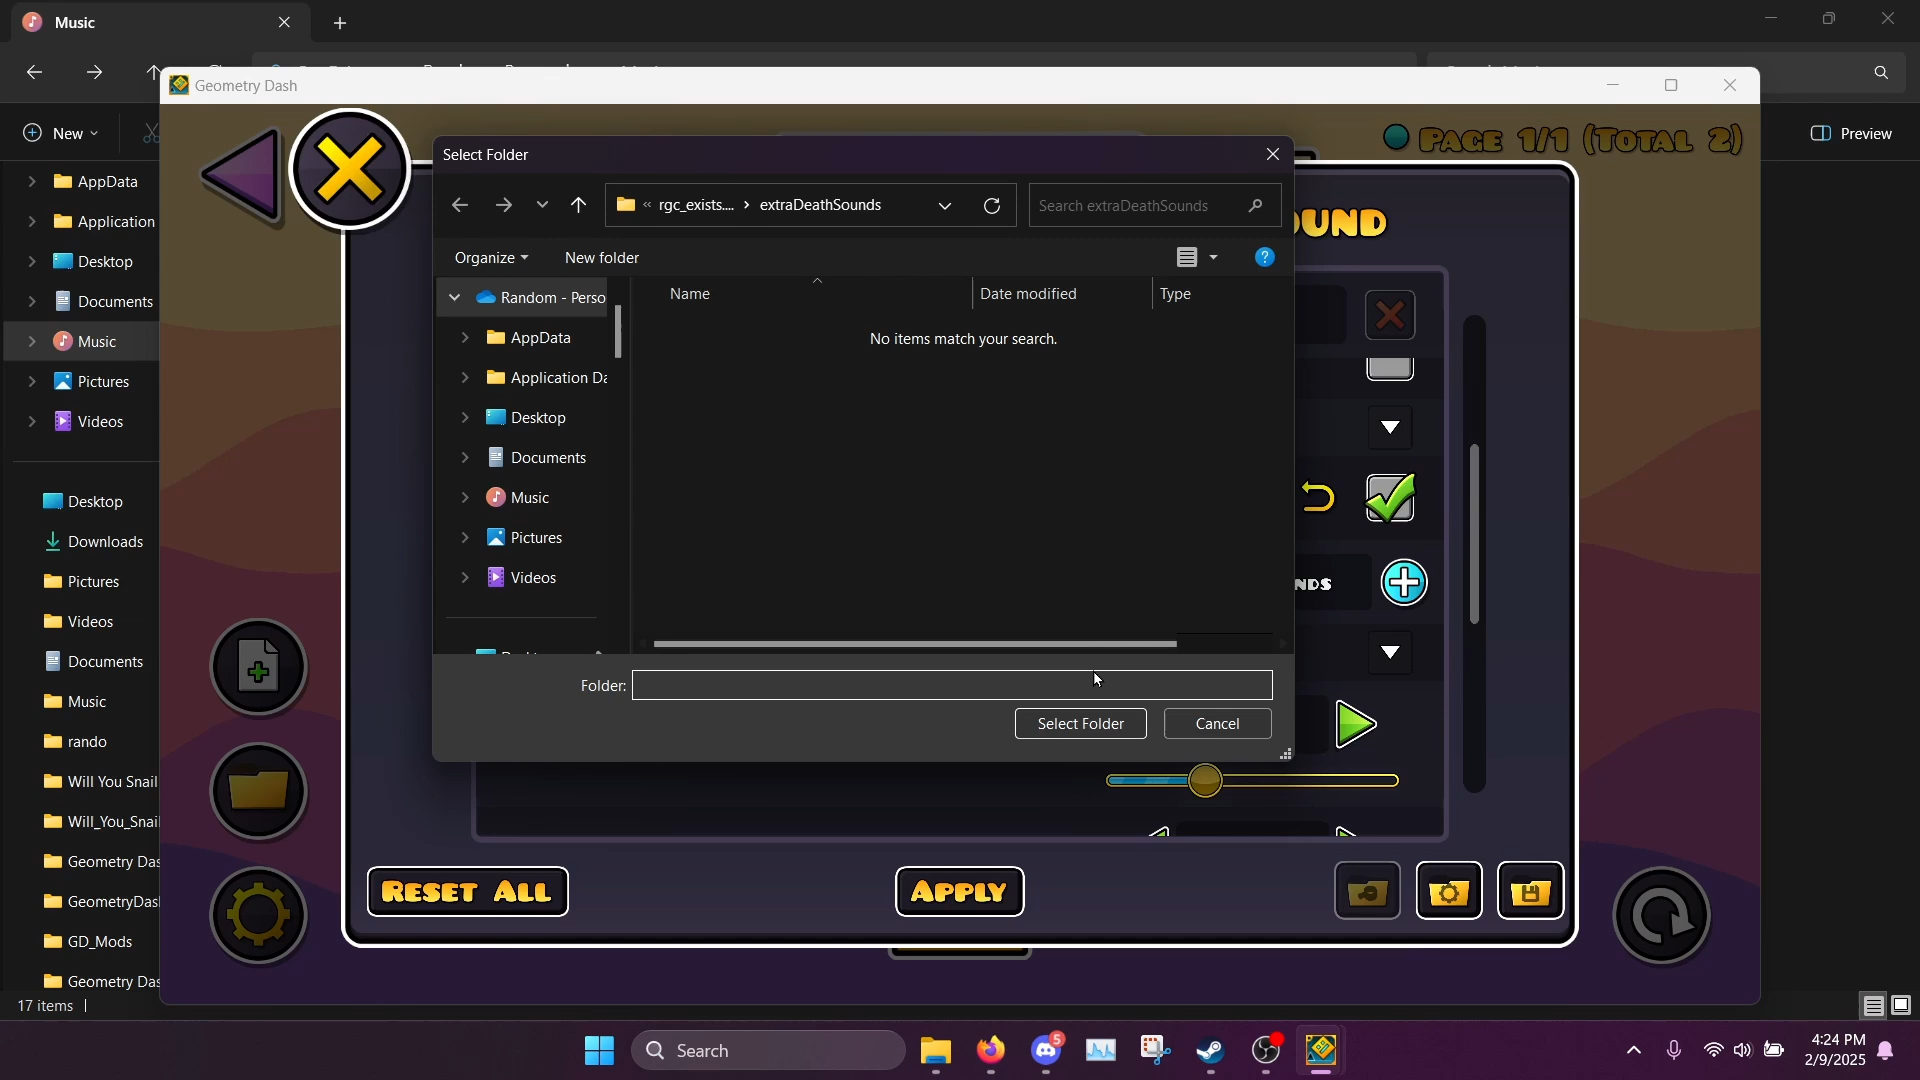 Music
New
Preview
Geometry Dash
PAGE 1/1 (TOTAL 2)
Select Folder
« rgc_exists.... › extraDeathSounds
Search extraDeathSounds
Organize
New folder
Name
Date modified
Type
No items match your search.
Random - Perso
AppData
Application Da
Desktop
Documents
Music
Pictures
Videos
Folder:
Select Folder
Cancel
OUND
NDS
RESET ALL
APPLY
AppData
Application
Desktop
Documents
Music
Pictures
Videos
Desktop
Downloads
Pictures
Videos
Documents
Music
rando
Will You Snail
Will_You_Snai
Geometry Das
GeometryDas
GD_Mods
Geometry Das
17 items
Search
5
4:24 PM
2/9/2025